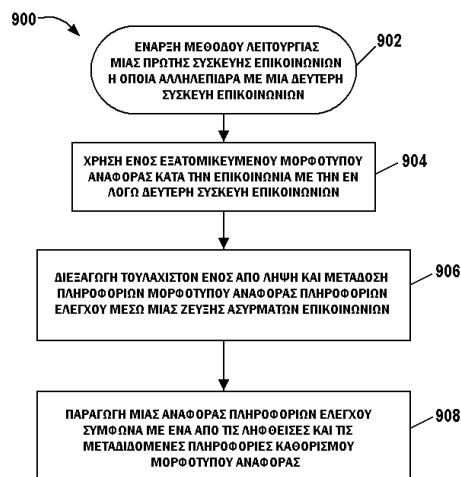 900
ΕΝΑΡΞΗ ΜΕΘΟΔΟΥ ΛΕΙΤΟΥΡΓΙΑΣ
ΜΙΑΣ ΠΡΩΤΗΣ ΣΥΣΚΕΥΗΣ ΕΠΙΚΟΙΝΩΝΙΩΝ
Η ΟΠΟΙΑ ΑΛΛΗΛΕΠΙΔΡΑ ΜΕ ΜΙΑ ΔΕΥΤΕΡΗ
ΣΥΣΚΕΥΗ ΕΠΙΚΟΙΝΩΝΙΩΝ
902
ΧΡΗΣΗ ΕΝΟΣ ΕΞΑΤΟΜΙΚΕΥΜΕΝΟΥ ΜΟΡΦΟΤΥΠΟΥ
ΑΝΑΦΟΡΑΣ ΚΑΤΑ ΤΗΝ ΕΠΙΚΟΙΝΩΝΙΑ ΜΕ ΤΗΝ ΕΝ
ΛΟΓΩ ΔΕΥΤΕΡΗ ΣΥΣΚΕΥΗ ΕΠΙΚΟΙΝΩΝΙΩΝ
904
ΔΙΕΞΑΓΩΓΗ ΤΟΥΛΑΧΙΣΤΟΝ ΕΝΟΣ ΑΠΟ ΛΗΨΗ ΚΑΙ ΜΕΤΑΔΟΣΗ
ΠΛΗΡΟΦΟΡΙΩΝ ΜΟΡΦΟΤΥΠΟΥ ΑΝΑΦΟΡΑΣ ΠΛΗΡΟΦΟΡΙΩΝ
ΕΛΕΓΧΟΥ ΜΕΣΩ ΜΙΑΣ ΖΕΥΞΗΣ ΑΣΥΡΜΑΤΩΝ ΕΠΙΚΟΙΝΩΝΙΩΝ
906
ΠΑΡΑΓΩΓΗ ΜΙΑΣ ΑΝΑΦΟΡΑΣ ΠΛΗΡΟΦΟΡΙΩΝ ΕΛΕΓΧΟΥ
ΣΥΜΦΩΝΑ ΜΕ ΕΝΑ ΑΠΟ ΤΙΣ ΛΗΦΘΕΙΣΕΣ ΚΑΙ ΤΙΣ
ΜΕΤΑΔΙΔΟΜΕΝΕΣ ΠΛΗΡΟΦΟΡΙΕΣ ΚΑΘΟΡΙΣΜΟΥ
ΜΟΡΦΟΤΥΠΟΥ ΑΝΑΦΟΡΑΣ
908